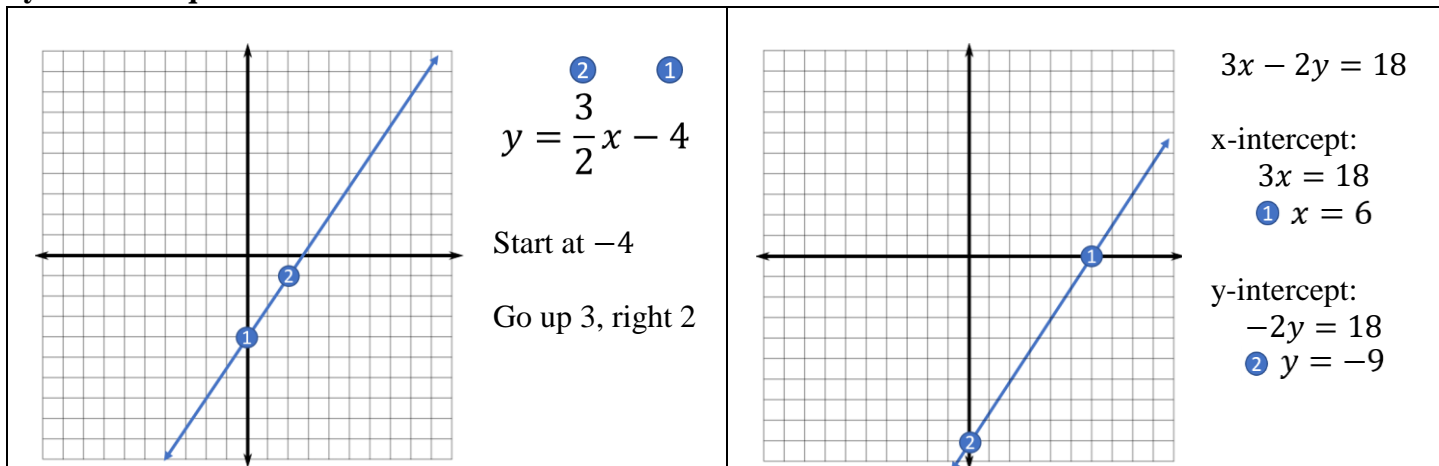 ② ①
y = 3/2 x − 4
Start at −4
Go up 3, right 2
①
②
3x − 2y = 18
x-intercept:
3x = 18
① x = 6
y-intercept:
−2y = 18
② y = −9
①
②